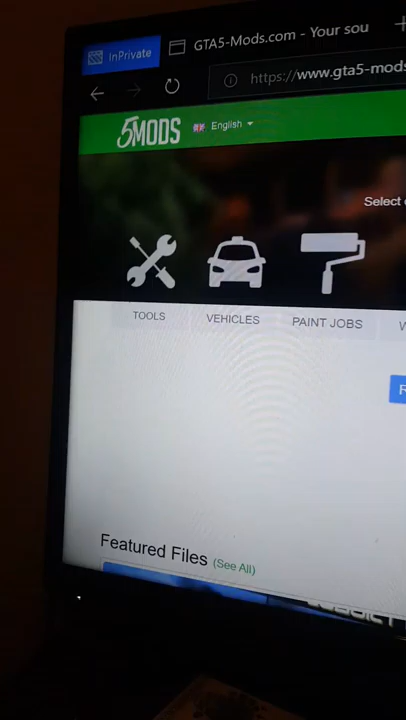 InPrivate
GTA5-Mods.com - Your sou
https://www.gta5-mods
5MODS
English
Select
TOOLS
VEHICLES
PAINT JOBS
W
R
Featured Files (See All)